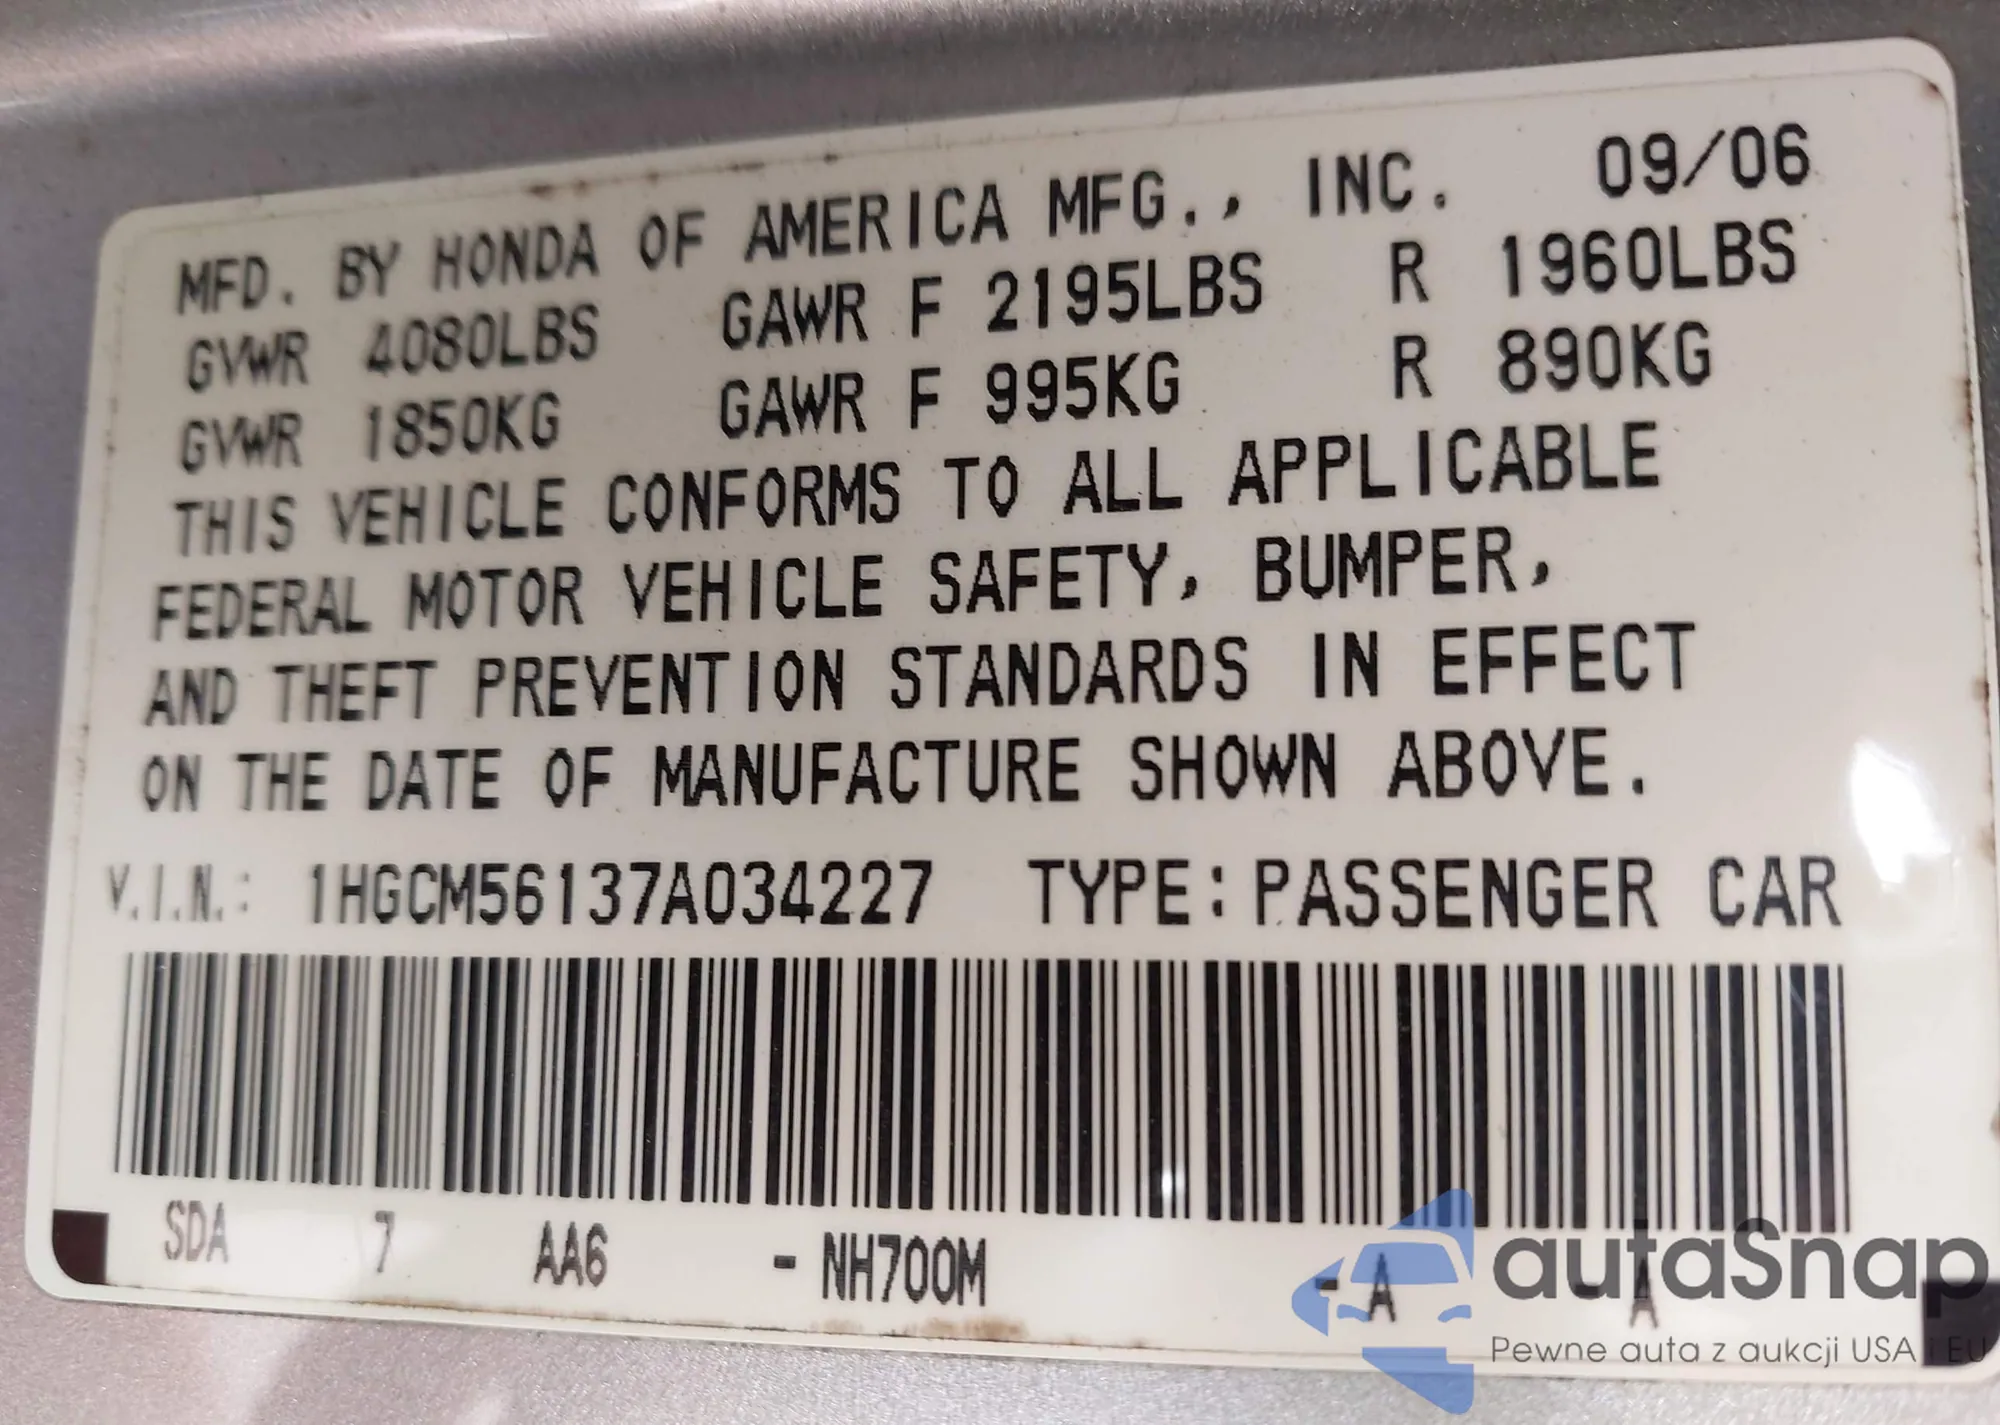 MFD. BY HONDA OF AMERICA MFG., INC. 09/06
GVWR 4080LBS GAWR F 2195LBS R 1960LBS
GVWR 1850KG GAWR F 995KG R 890KG
THIS VEHICLE CONFORMS TO ALL APPLICABLE
FEDERAL MOTOR VEHICLE SAFETY, BUMPER,
AND THEFT PREVENTION STANDARDS IN EFFECT
ON THE DATE OF MANUFACTURE SHOWN ABOVE.
V.I.N.: 1HGCM56137A034227 TYPE:PASSENGER CAR
SDA 7 AA6 - NH700M - A - A
autaSnap
Pewne auta z aukcji USA i EU